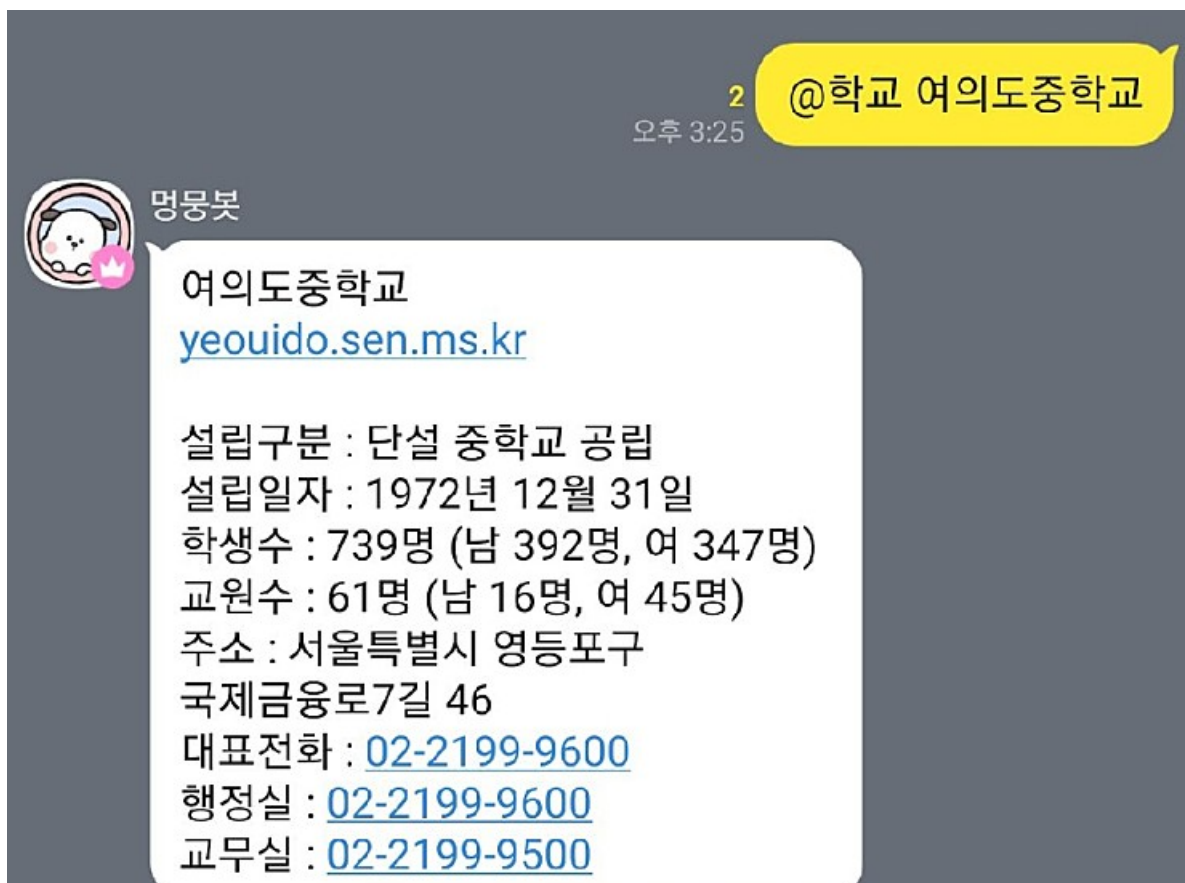 @학교 여의도중학교
2
오후 3:25
멍뭉봇
여의도중학교
yeouido.sen.ms.kr
설립구분 : 단설 중학교 공립
설립일자 : 1972년 12월 31일
학생수 : 739명 (남 392명, 여 347명)
교원수 : 61명 (남 16명, 여 45명)
주소 : 서울특별시 영등포구
국제금융로7길 46
대표전화 : 02-2199-9600
행정실 : 02-2199-9600
교무실 : 02-2199-9500